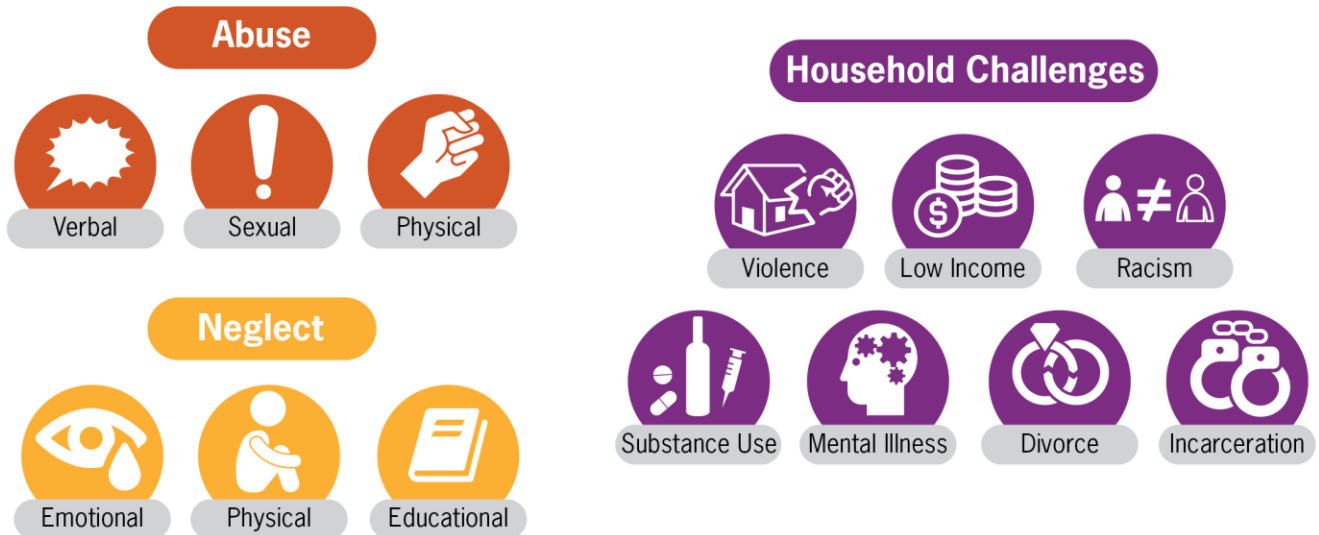 Abuse
Verbal
Sexual
Physical
Neglect
Emotional
Physical
Educational
Household Challenges
Violence
Low Income
$
Racism
Substance Use
Mental Illness
Divorce
Incarceration